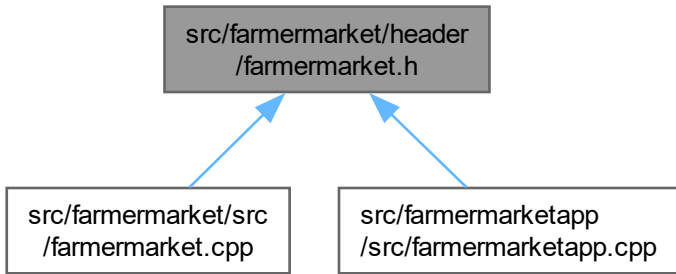 src/farmermarket/header
/farmermarket.h
src/farmermarket/src
/farmermarket.cpp
src/farmermarketapp
/src/farmermarketapp.cpp